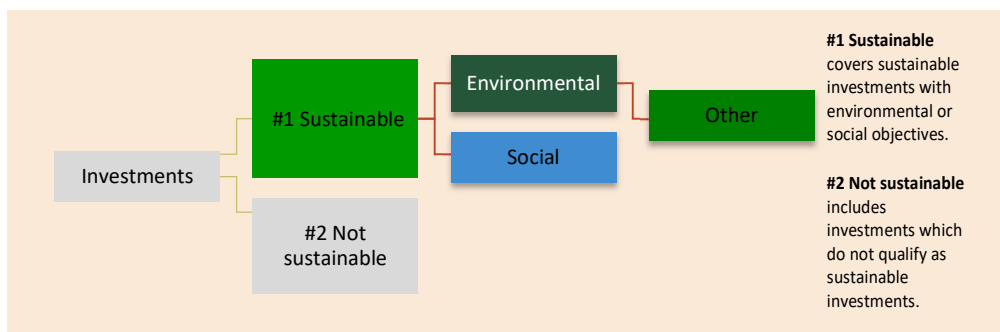 Investments
#1 Sustainable
#2 Not
sustainable
Environmental
Social
Other
#1 Sustainable
covers sustainable
investments with
environmental or
social objectives.
#2 Not sustainable
includes
investments which
do not qualify as
sustainable
investments.